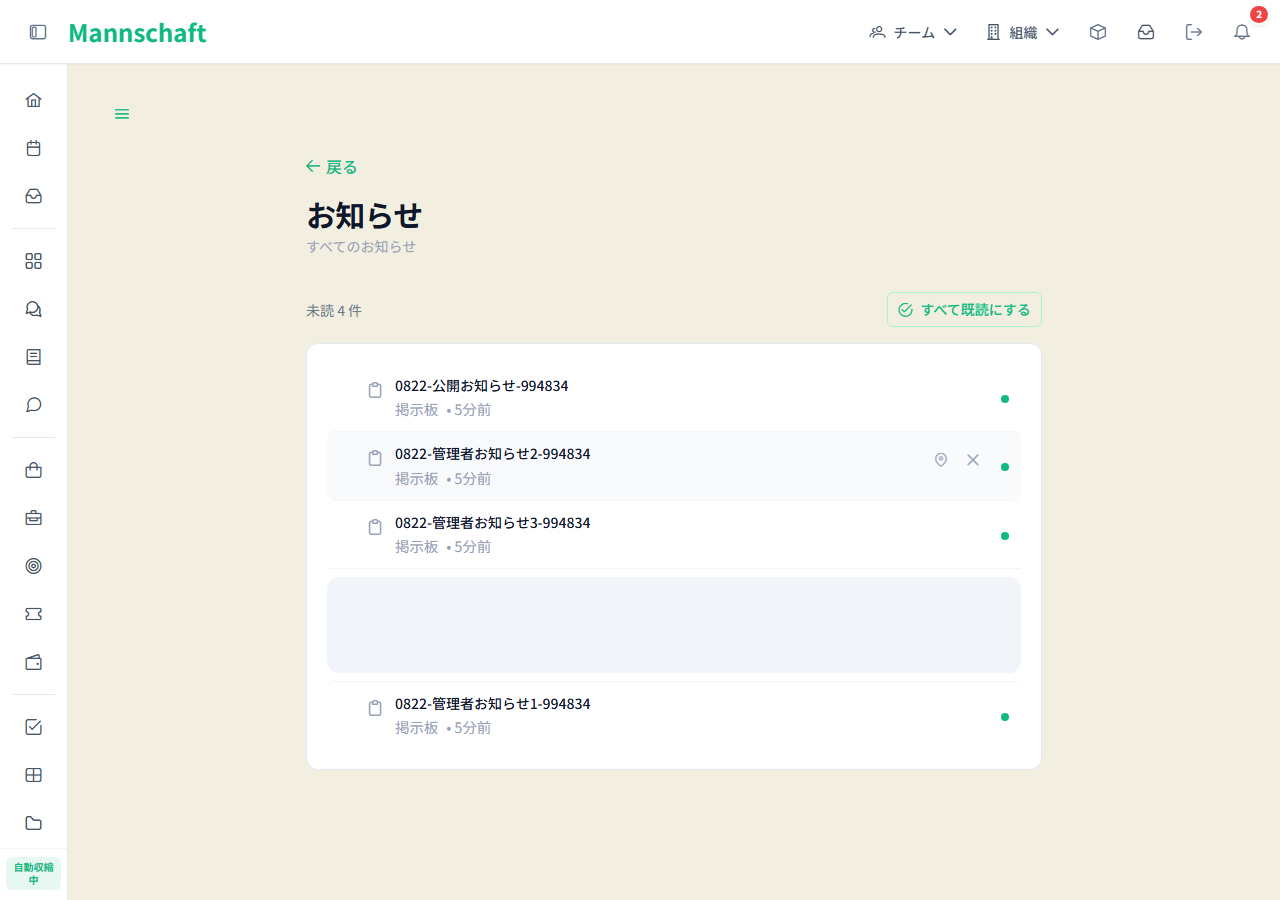 Mannschaft
チーム
組織
2
戻る
お知らせ
すべてのお知らせ
未読 4 件
すべて既読にする
0822-公開お知らせ-994834
掲示板 • 5分前
0822-管理者お知らせ2-994834
掲示板 • 5分前
0822-管理者お知らせ3-994834
掲示板 • 5分前
0822-管理者お知らせ1-994834
掲示板 • 5分前
自動収縮
中